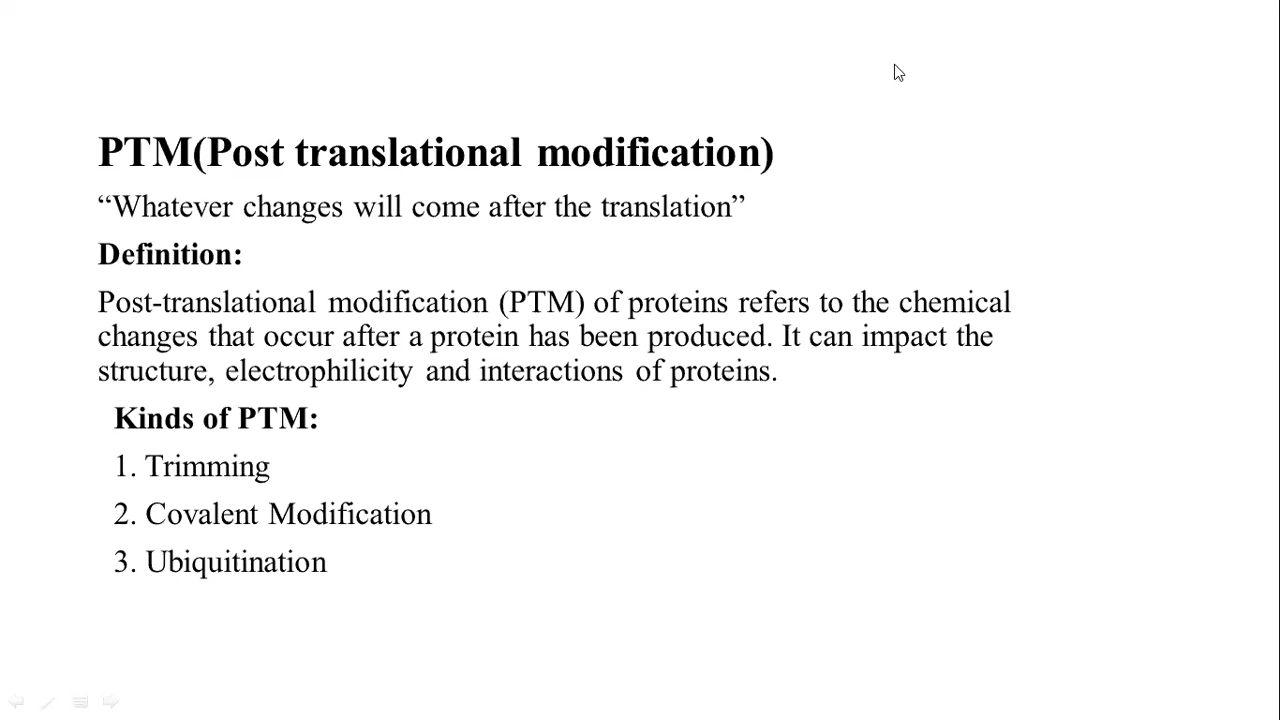 PTM(Post translational modification)
“Whatever changes will come after the translation”
Definition:
Post-translational modification (PTM) of proteins refers to the chemical
changes that occur after a protein has been produced. It can impact the
structure, electrophilicity and interactions of proteins.
Kinds of PTM:
1. Trimming
2. Covalent Modification
3. Ubiquitination